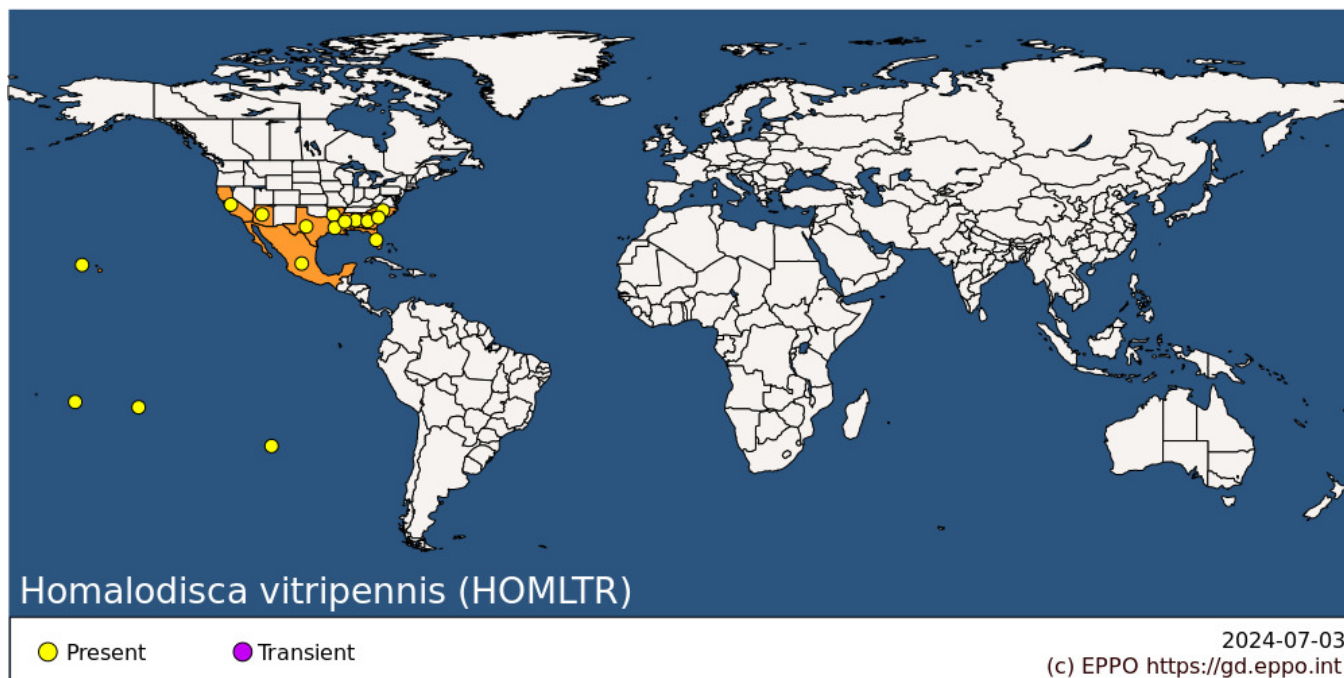 Homalodisca vitripennis (HOMLTR)
Present
Transient
2024-07-03
(c) EPPO https://gd.eppo.int